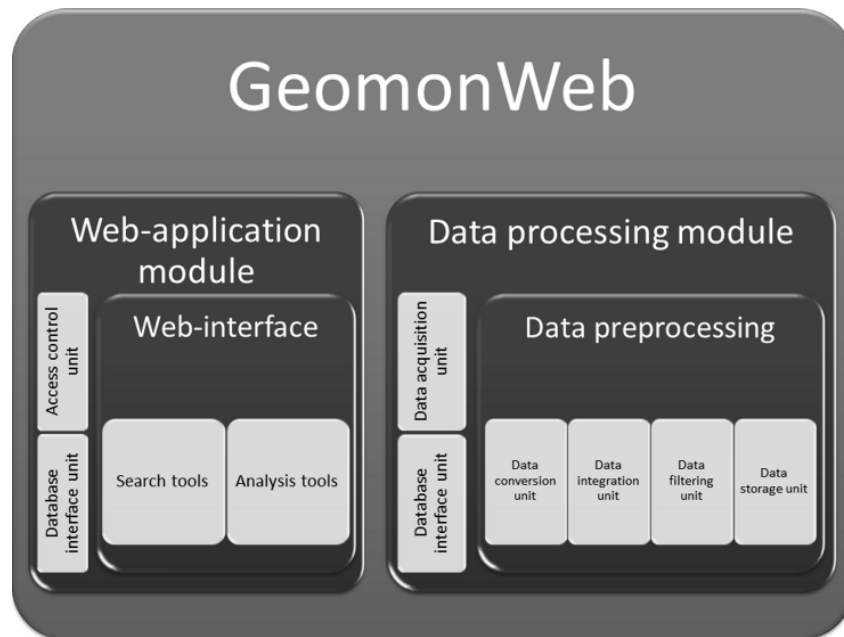 GeomonWeb
Web-application
module
Access control
unit
Database
interface unit
Web-interface
Search tools
Analysis tools
Data processing module
Data acquisition
unit
Database
interface unit
Data preprocessing
Data
conversion
unit
Data
integration
unit
Data
filtering
unit
Data
storage unit